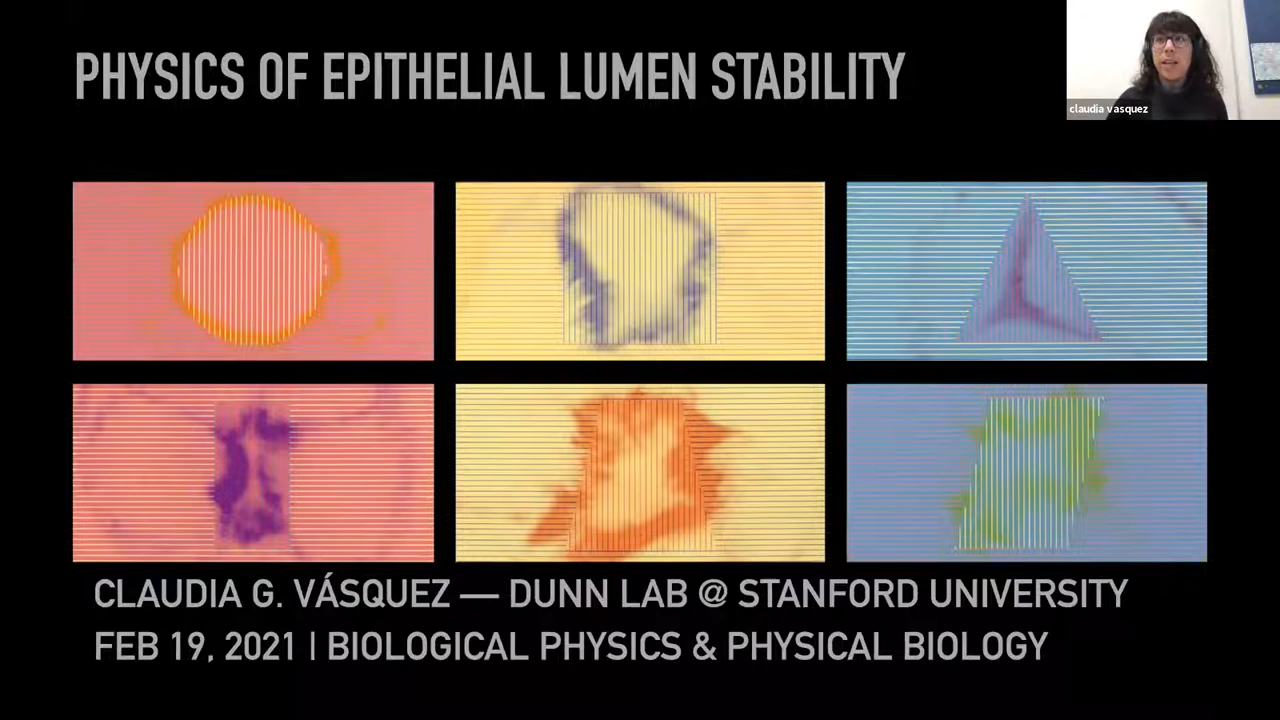 PHYSICS OF EPITHELIAL LUMEN STABILITY
claudia vasquez
CLAUDIA G. VÁSQUEZ — DUNN LAB @ STANFORD UNIVERSITY
FEB 19, 2021 | BIOLOGICAL PHYSICS & PHYSICAL BIOLOGY